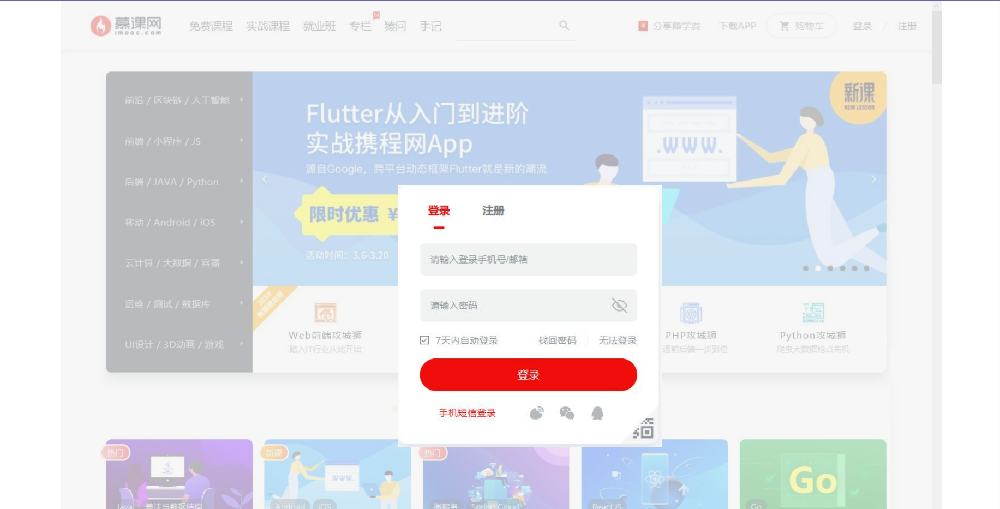 慕课网
imooc.com
免费课程 实战课程 就业班 专栏 猿问 手记
N
分享赚学费 下载APP 购物车 登录 / 注册
前沿 / 区块链 / 人工智能
前端 / 小程序 / JS
后端 / JAVA / Python
移动 / Android / iOS
云计算 / 大数据 / 容器
运维 / 测试 / 数据库
UI设计 / 3D动画 / 游戏
Flutter从入门到进阶
实战携程网App
源自Google，跨平台动态框架Flutter就是新的潮流
限时优惠 ¥
活动时间：3.6-3.20
新课
NEW LESSON
.WWW.
登录 注册
请输入登录手机号/邮箱
请输入密码
7天内自动登录 找回密码 无法登录
登录
手机短信登录
2019
Web前端攻城狮
踏入IT行业从此开始
PHP攻城狮
通前后端一步到位
Python攻城狮
爬虫大数据抢占先机
热门
Java 算法与数据结构
新课
.WWW.
Android iOS
热门
微服务 Spring Cloud
React JS
Go
Go